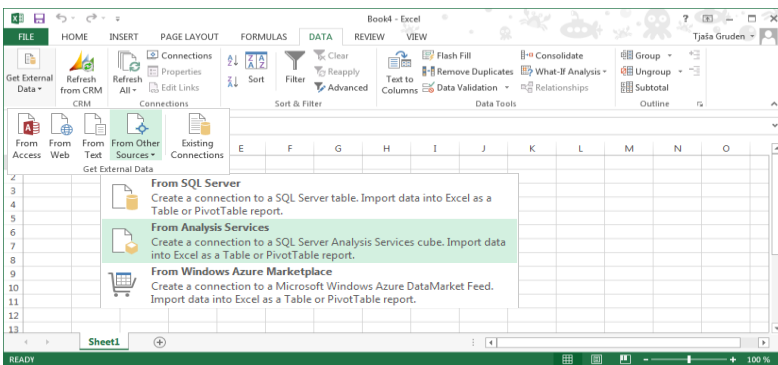 Book4 - Excel
FILE HOME INSERT PAGE LAYOUT FORMULAS DATA REVIEW VIEW Tjaša Gruden
Get External Data
Refresh from CRM
CRM
Refresh All
Connections
Properties
Edit Links
Connections
Sort
Filter
Clear
Reapply
Advanced
Sort & Filter
Text to Columns
Flash Fill
Remove Duplicates
Data Validation
Consolidate
What-If Analysis
Relationships
Data Tools
Group
Ungroup
Subtotal
Outline
From Access
From Web
From Text
From Other Sources
Existing Connections
Get External Data
E F G H I J K L M N O
From SQL Server
Create a connection to a SQL Server table. Import data into Excel as a
Table or PivotTable report.
From Analysis Services
Create a connection to a SQL Server Analysis Services cube. Import data
into Excel as a Table or PivotTable report.
From Windows Azure Marketplace
Create a connection to a Microsoft Windows Azure DataMarket Feed.
Import data into Excel as a Table or PivotTable report.
2
3
4
5
6
7
8
9
10
11
12
13
Sheet1
READY 100 %